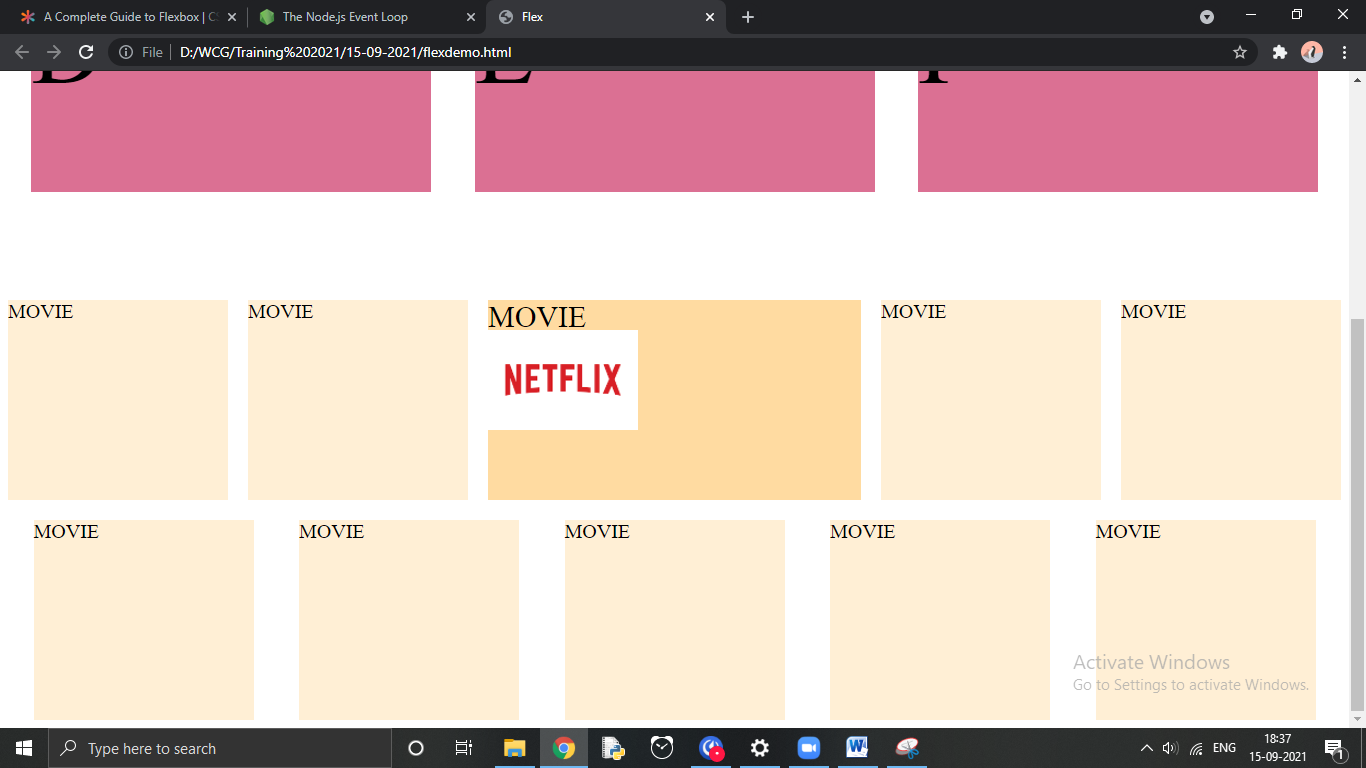 A Complete Guide to Flexbox | CS
The Node.js Event Loop
Flex
File
D:/WCG/Training%202021/15-09-2021/flexdemo.html
D E F
MOVIE MOVIE MOVIE MOVIE MOVIE
NETFLIX
MOVIE MOVIE MOVIE MOVIE MOVIE
Activate Windows
Go to Settings to activate Windows.
Type here to search
ENG
18:37
15-09-2021
1